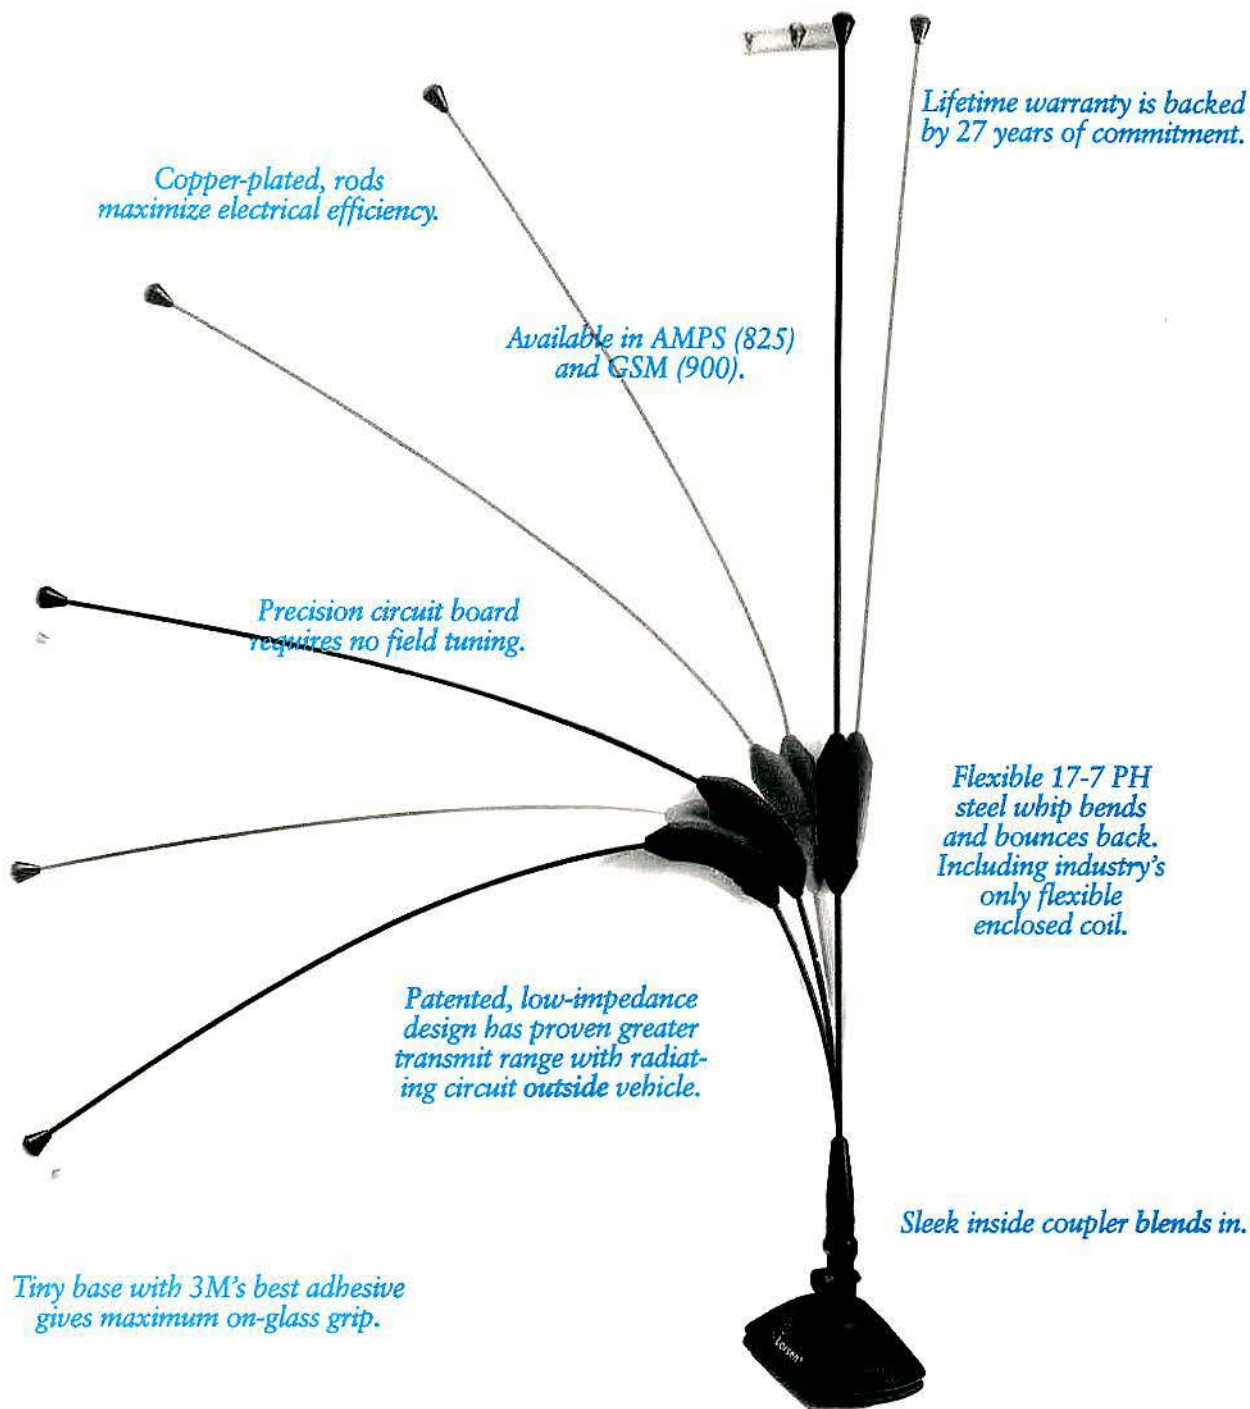 Lifetime warranty is backed
by 27 years of commitment.
Copper-plated, rods
maximize electrical efficiency.
Available in AMPS (825)
and GSM (900).
Precision circuit board
requires no field tuning.
Flexible 17-7 PH
steel whip bends
and bounces back.
Including industry's
only flexible
enclosed coil.
Patented, low-impedance
design has proven greater
transmit range with radiat-
ing circuit outside vehicle.
Sleek inside coupler blends in.
Tiny base with 3M's best adhesive
gives maximum on-glass grip.
Larsen